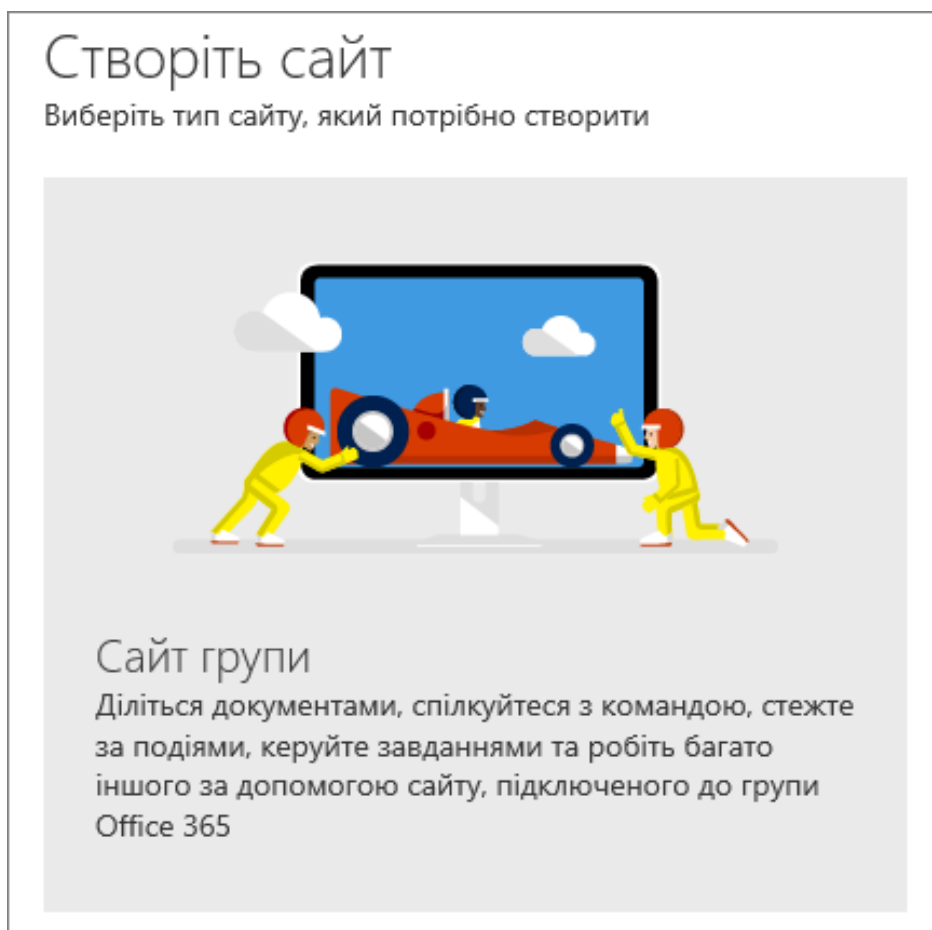 Створіть сайт
Виберіть тип сайту, який потрібно створити
Сайт групи
Діліться документами, спілкуйтеся з командою, стежте
за подіями, керуйте завданнями та робіть багато
іншого за допомогою сайту, підключеного до групи
Office 365